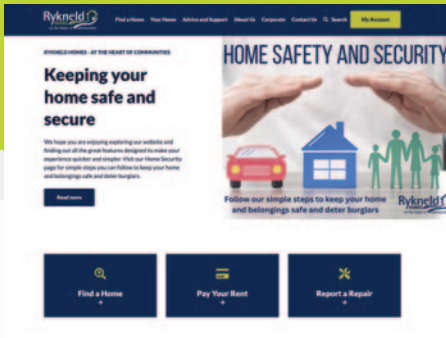 Rykneld
Find a Home Your Home Advice and Support About Us Corporate Contact Us Search My Account
RYKNELD HOMES - AT THE HEART OF COMMUNITIES
Keeping your
home safe and
secure
We hope you are enjoying exploring our website and
finding out all the great features designed to make your
experience quicker and simpler. Visit our Home Security
page for simple steps you can follow to keep your home
and belongings safe and deter burglars.
Read more
HOME SAFETY AND SECURITY
Follow our simple steps to keep your home
and belongings safe and deter burglars
Rykneld
Find a Home
Pay Your Rent
Report a Repair